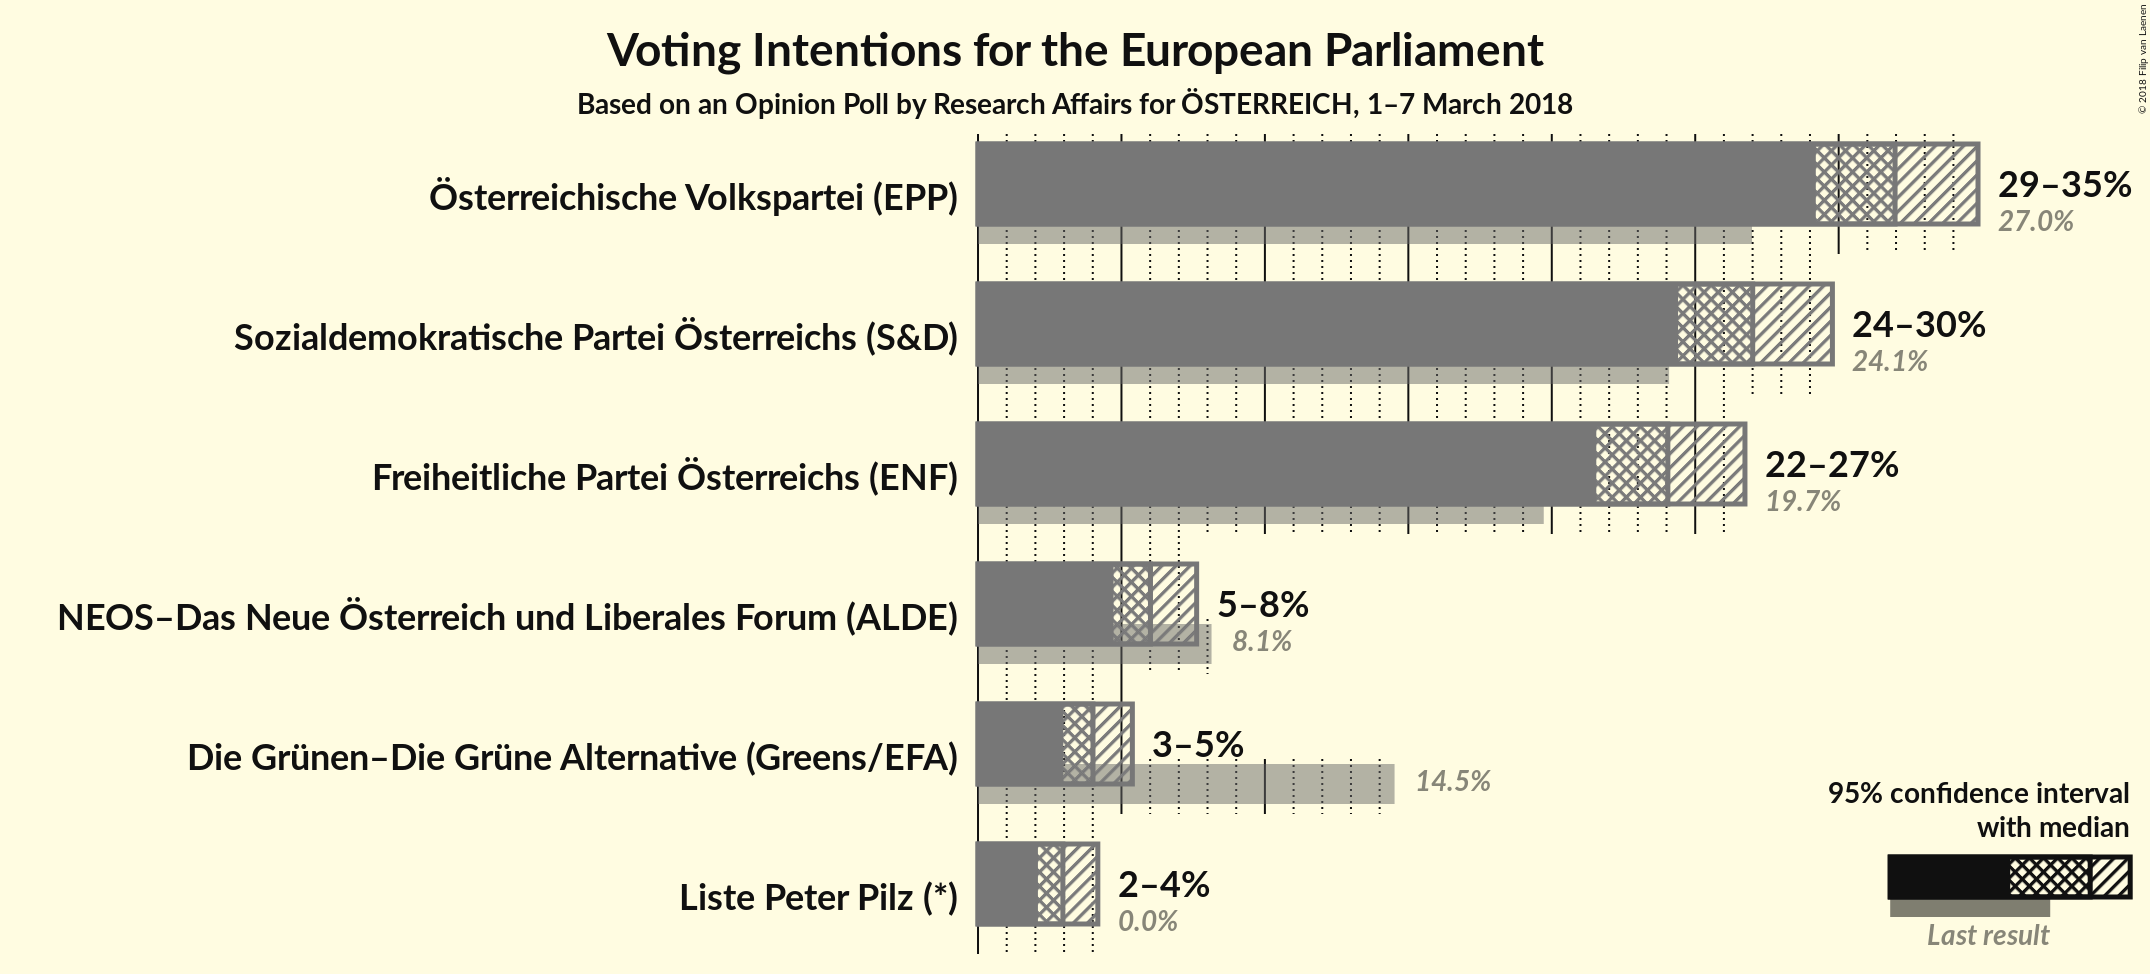 Voting Intentions for the European Parliament
Based on an Opinion Poll by Research Affairs for ÖSTERREICH, 1–7 March 2018
© 2018 Filip van Laenen
Österreichische Volkspartei (EPP)
29–35%
27.0%
Sozialdemokratische Partei Österreichs (S&D)
24–30%
24.1%
Freiheitliche Partei Österreichs (ENF)
22–27%
19.7%
NEOS–Das Neue Österreich und Liberales Forum (ALDE)
5–8%
8.1%
Die Grünen–Die Grüne Alternative (Greens/EFA)
3–5%
14.5%
Liste Peter Pilz (*)
2–4%
0.0%
95% confidence interval
with median
Last result